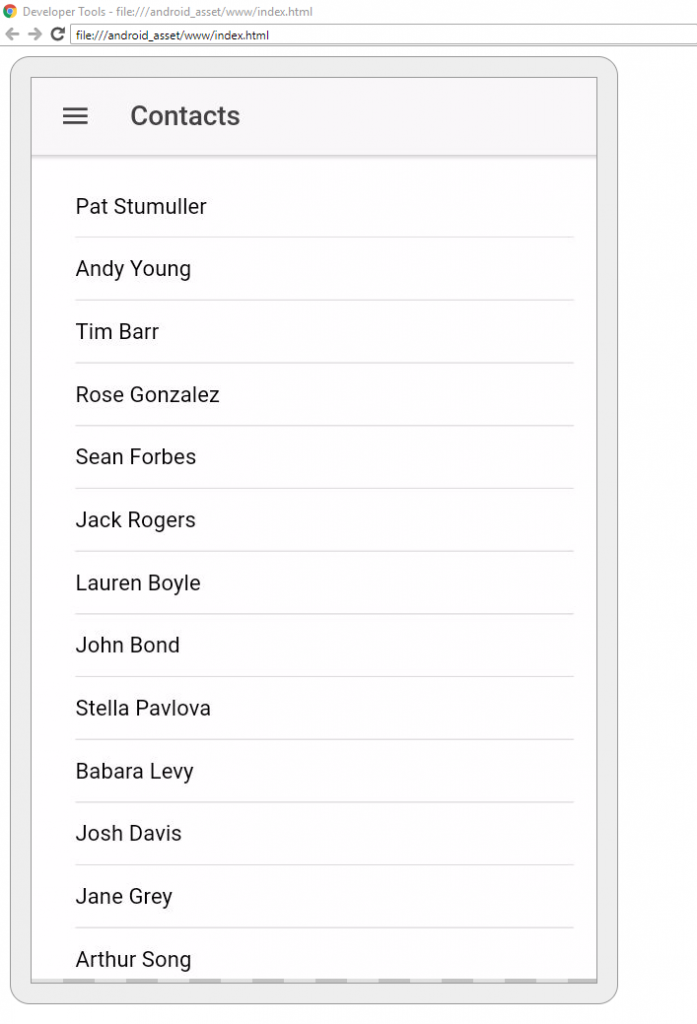 Developer Tools - file:///android_asset/www/index.html
file:///android_asset/www/index.html
Contacts
Pat Stumuller
Andy Young
Tim Barr
Rose Gonzalez
Sean Forbes
Jack Rogers
Lauren Boyle
John Bond
Stella Pavlova
Babara Levy
Josh Davis
Jane Grey
Arthur Song